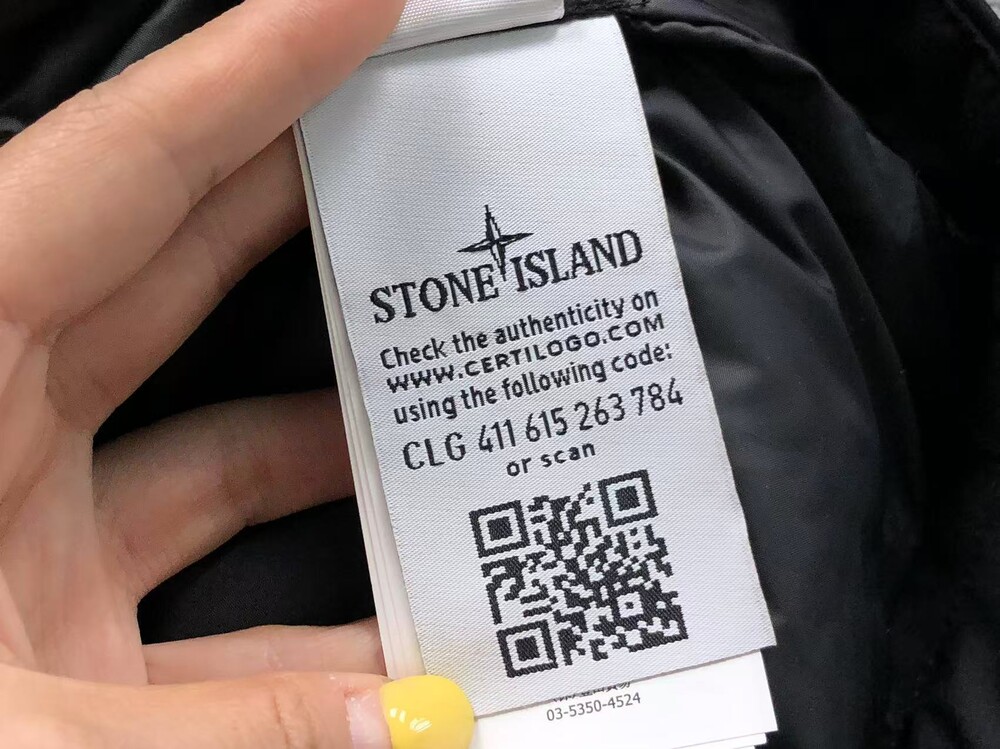 STONE ISLAND
Check the authenticity on
WWW.CERTILOGO.COM
using the following code:
CLG 411 615 263 784
or scan
03-5350-4524